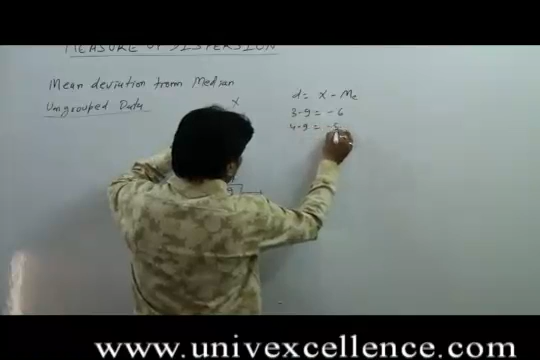 MEASURE OF DISPERSION
Mean deviation from Median
Ungrouped Data
x
d = x - Me
3-9 = -6
4-9 = -5
9
www.univexcellence.com